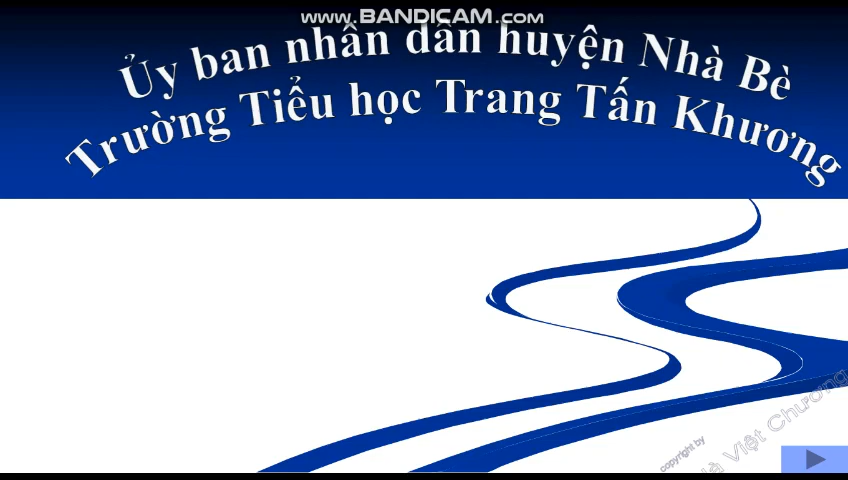 www.BANDICAM.com
Ủy ban nhân dân huyện Nhà Bè
Trường Tiểu học Trang Tấn Khương
copyright by
Việt Chương